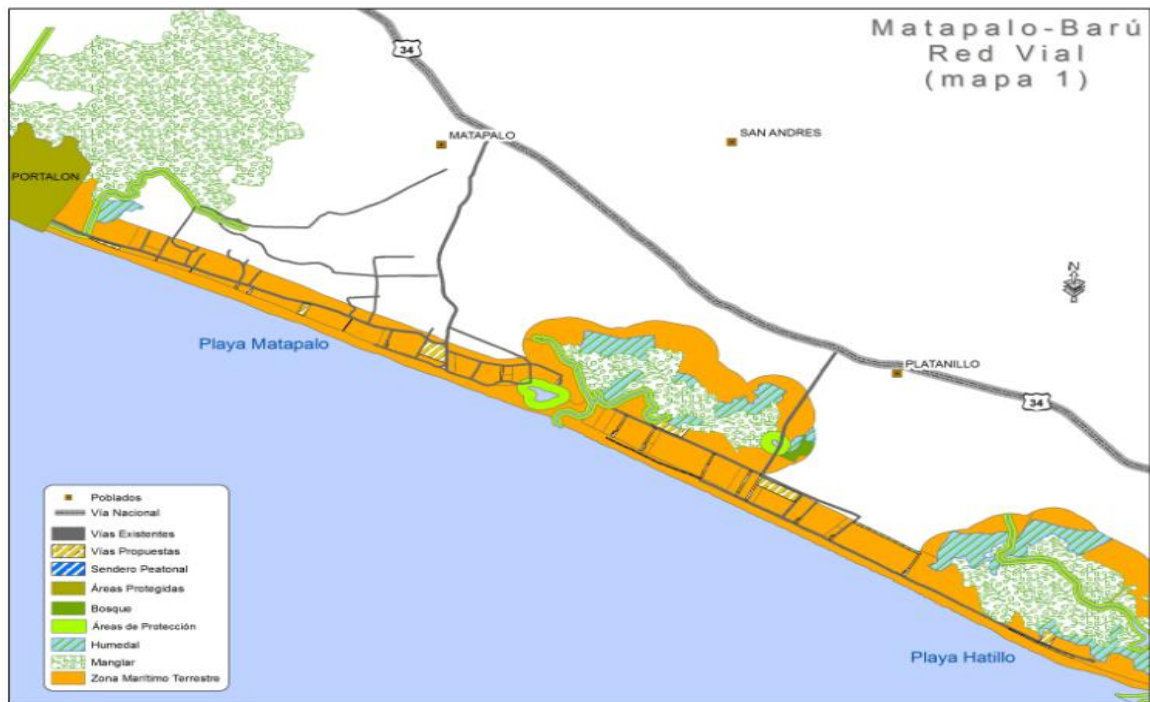 Matapalo-Barú
Red Vial
(mapa 1)
34
MATAPALO
SAN ANDRES
PORTALON
N
Playa Matapalo
PLATANILLO
34
Playa Hatillo
Poblados
Vía Nacional
Vías Existentes
Vías Propuestas
Sendero Peatonal
Áreas Protegidas
Bosque
Áreas de Protección
Humedal
Manglar
Zona Marítimo Terrestre